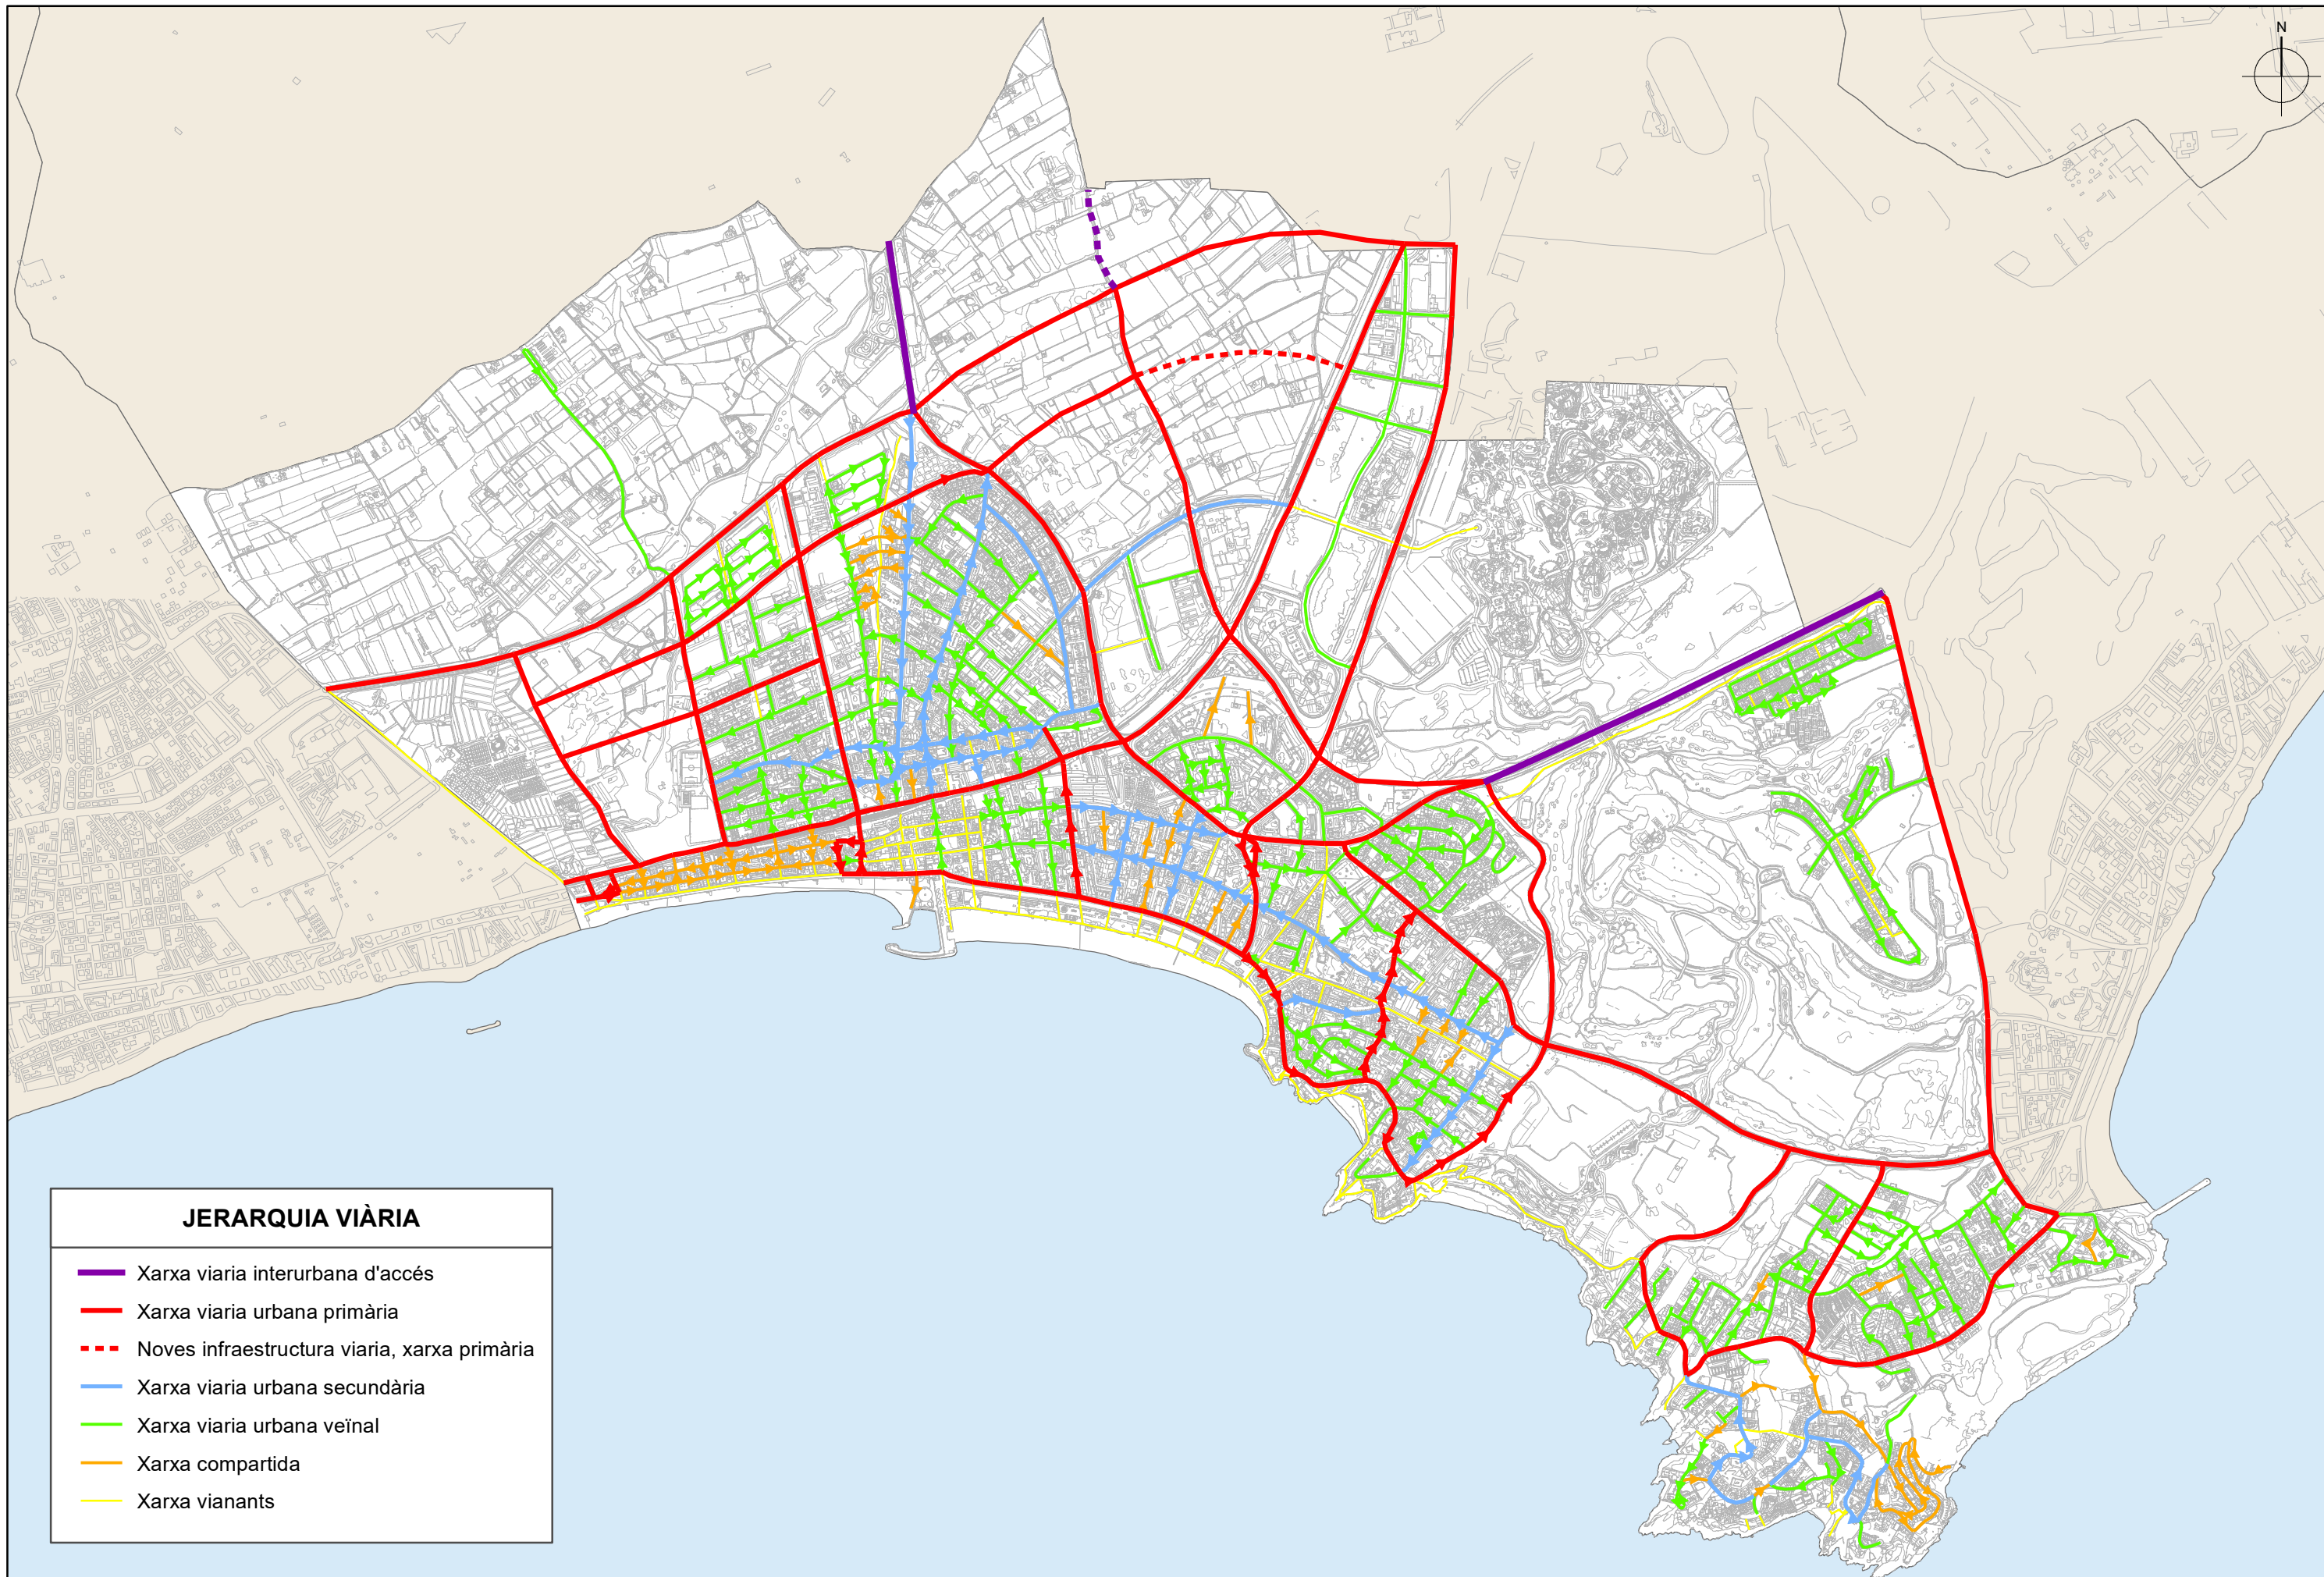 N
JERARQUIA VIÀRIA
Xarxa viaria interurbana d'accés
Xarxa viaria urbana primària
Noves infraestructura viaria, xarxa primària
Xarxa viaria urbana secundària
Xarxa viaria urbana veïnal
Xarxa compartida
Xarxa vianants